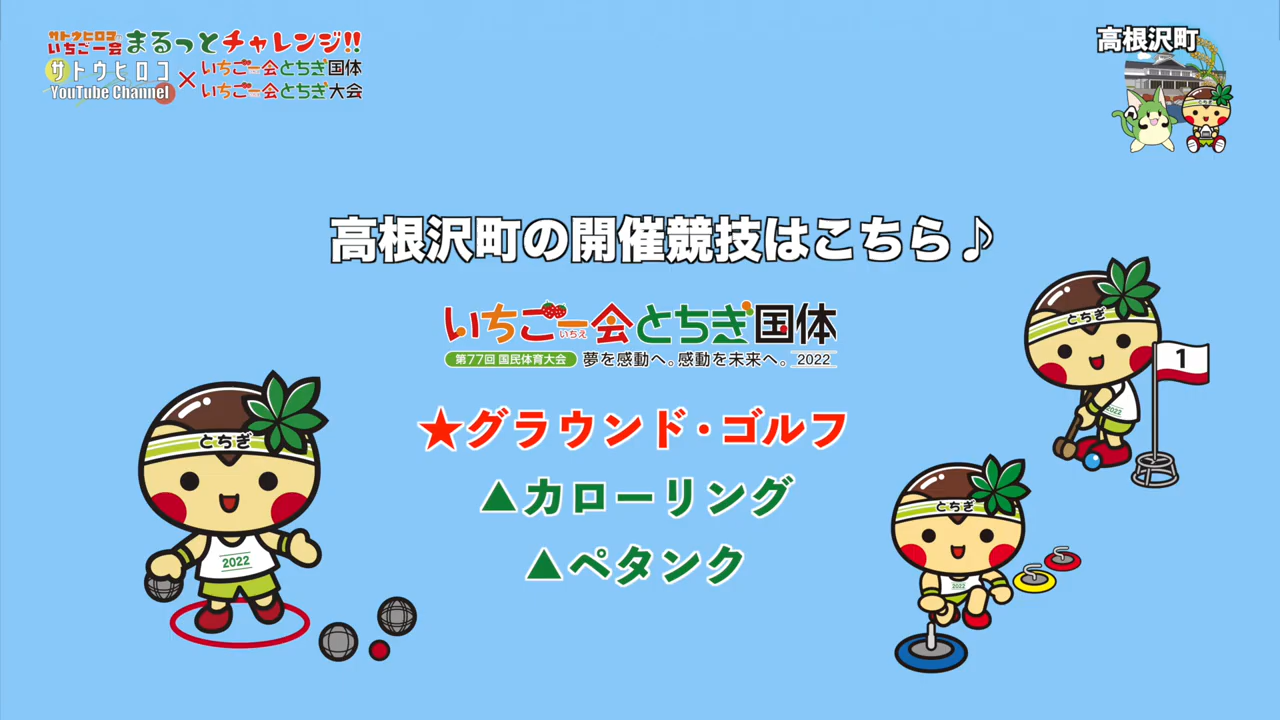 サトウヒロコの
いちご一会 まるっとチャレンジ!!
サトウヒロコ
YouTube Channel
×
いちご一会とちぎ国体
いちご一会とちぎ大会
高根沢町
とちぎ
高根沢町の開催競技はこちら♪
いちご一会とちぎ国体
いちえ
第77回 国民体育大会 夢を感動へ。感動を未来へ。 2022
★グラウンド・ゴルフ
▲カローリング
▲ペタンク
とちぎ
2022
とちぎ
1
2022
とちぎ
2022